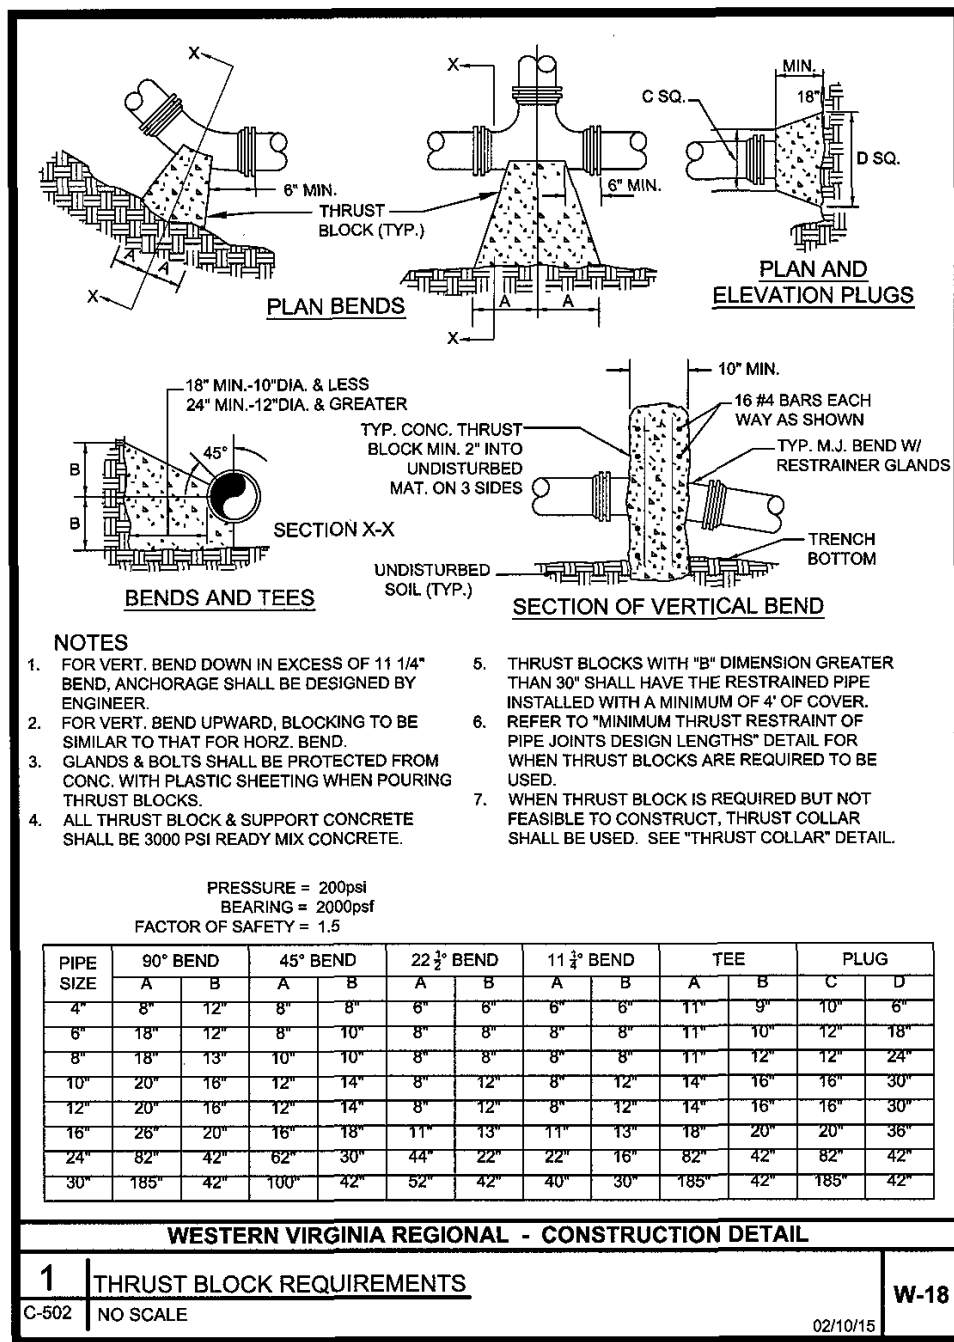 X
6" MIN.
THRUST
BLOCK (TYP.)
A
A
X
PLAN BENDS
X
6" MIN.
A
A
X
MIN.
18"
C SQ.
D SQ.
PLAN AND
ELEVATION PLUGS
18" MIN.-10"DIA. & LESS
24" MIN.-12"DIA. & GREATER
45°
B
B
SECTION X-X
BENDS AND TEES
10" MIN.
16 #4 BARS EACH
WAY AS SHOWN
TYP. CONC. THRUST
BLOCK MIN. 2" INTO
UNDISTURBED
MAT. ON 3 SIDES
TYP. M.J. BEND W/
RESTRAINER GLANDS
TRENCH
BOTTOM
UNDISTURBED
SOIL (TYP.)
SECTION OF VERTICAL BEND
NOTES
1. FOR VERT. BEND DOWN IN EXCESS OF 11 1/4"
BEND, ANCHORAGE SHALL BE DESIGNED BY
ENGINEER.
2. FOR VERT. BEND UPWARD, BLOCKING TO BE
SIMILAR TO THAT FOR HORZ. BEND.
3. GLANDS & BOLTS SHALL BE PROTECTED FROM
CONC. WITH PLASTIC SHEETING WHEN POURING
THRUST BLOCKS.
4. ALL THRUST BLOCK & SUPPORT CONCRETE
SHALL BE 3000 PSI READY MIX CONCRETE.
5. THRUST BLOCKS WITH "B" DIMENSION GREATER
THAN 30" SHALL HAVE THE RESTRAINED PIPE
INSTALLED WITH A MINIMUM OF 4' OF COVER.
6. REFER TO "MINIMUM THRUST RESTRAINT OF
PIPE JOINTS DESIGN LENGTHS" DETAIL FOR
WHEN THRUST BLOCKS ARE REQUIRED TO BE
USED.
7. WHEN THRUST BLOCK IS REQUIRED BUT NOT
FEASIBLE TO CONSTRUCT, THRUST COLLAR
SHALL BE USED. SEE "THRUST COLLAR" DETAIL.
PRESSURE = 200psi
BEARING = 2000psf
FACTOR OF SAFETY = 1.5
PIPE SIZE 90° BEND 45° BEND 22 1/2° BEND 11 1/4° BEND TEE PLUG
A B A B A B A B A B C D
4" 8" 12" 8" 8" 6" 6" 6" 6" 11" 9" 10" 6"
6" 18" 12" 8" 10" 8" 8" 8" 8" 11" 10" 12" 18"
8" 18" 13" 10" 10" 8" 8" 8" 8" 11" 12" 12" 24"
10" 20" 16" 12" 14" 8" 12" 8" 12" 14" 16" 16" 30"
12" 20" 16" 12" 14" 8" 12" 8" 12" 14" 16" 16" 30"
16" 26" 20" 16" 18" 11" 13" 11" 13" 18" 20" 20" 36"
24" 82" 42" 62" 30" 44" 22" 22" 16" 82" 42" 82" 42"
30" 185" 42" 100" 42" 52" 42" 40" 30" 185" 42" 185" 42"
WESTERN VIRGINIA REGIONAL - CONSTRUCTION DETAIL
1
C-502
THRUST BLOCK REQUIREMENTS
NO SCALE
02/10/15
W-18